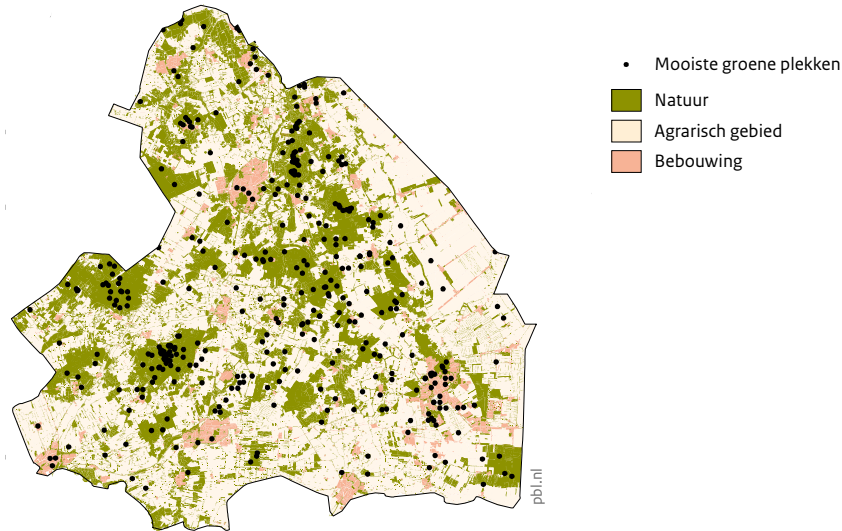 Mooiste groene plekken
Natuur
Agrarisch gebied
Bebouwing
pbl.nl